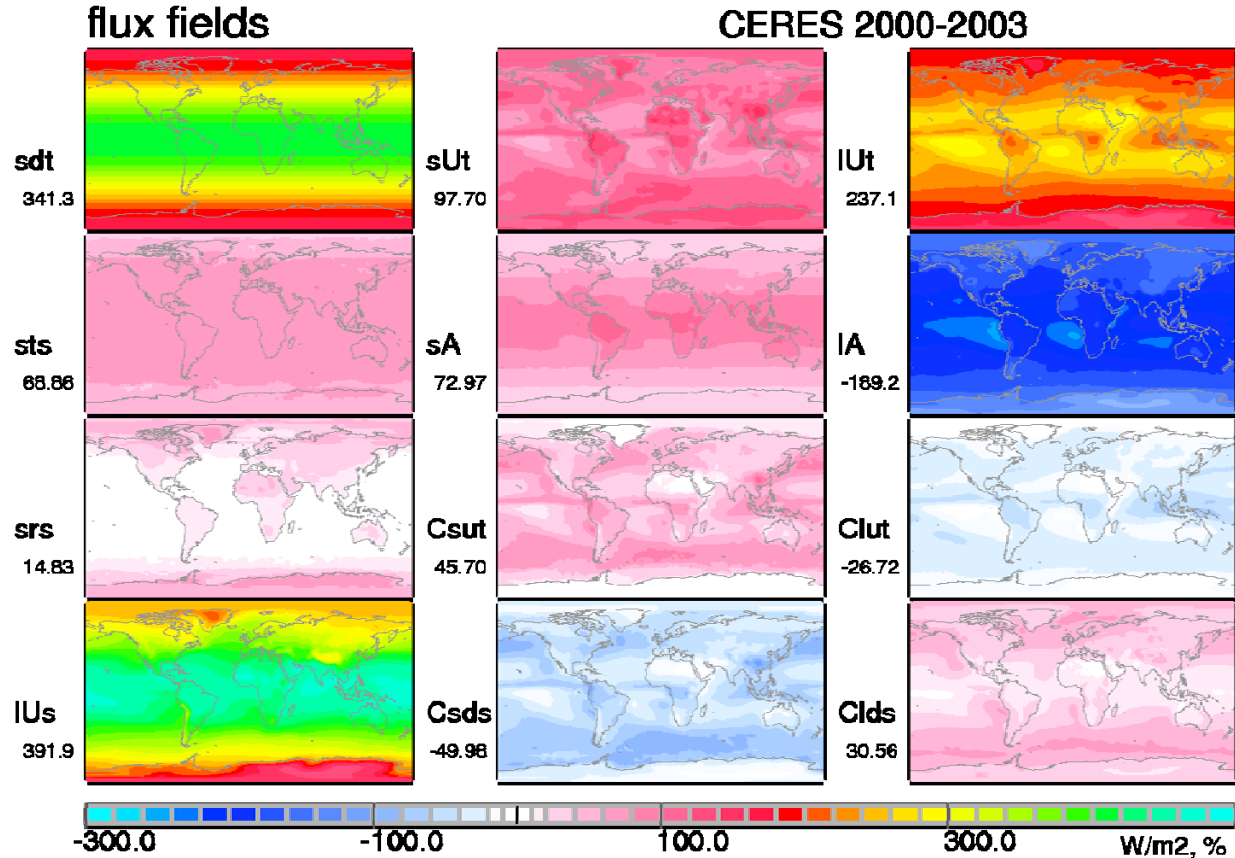 flux fields
CERES 2000-2003
sdt
341.3
sUt
97.70
lUt
237.1
sts
68.86
sA
72.97
lA
-189.2
srs
14.83
Csut
45.70
Clut
-26.72
lUs
391.9
Csds
-49.98
Clds
30.56
-300.0 -100.0 100.0 300.0 W/m2, %